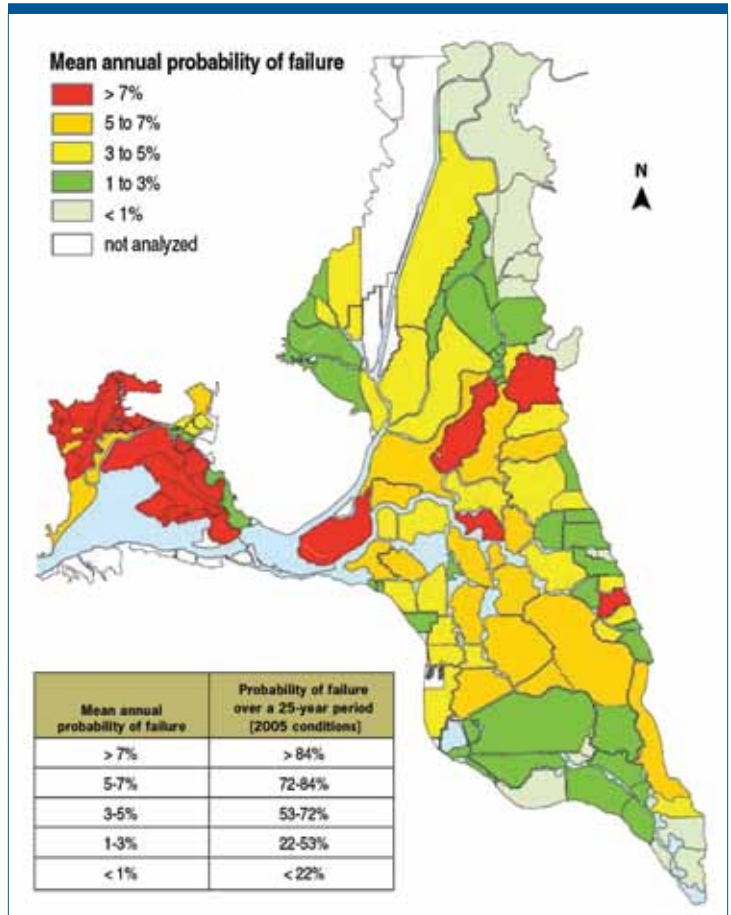 Mean annual probability of failure
> 7%
5 to 7%
3 to 5%
1 to 3%
< 1%
not analyzed
N
Mean annual
probability of failure
Probability of failure
over a 25-year period
[2005 conditions]
> 7%
> 84%
5-7%
72-84%
3-5%
53-72%
1-3%
22-53%
< 1%
< 22%